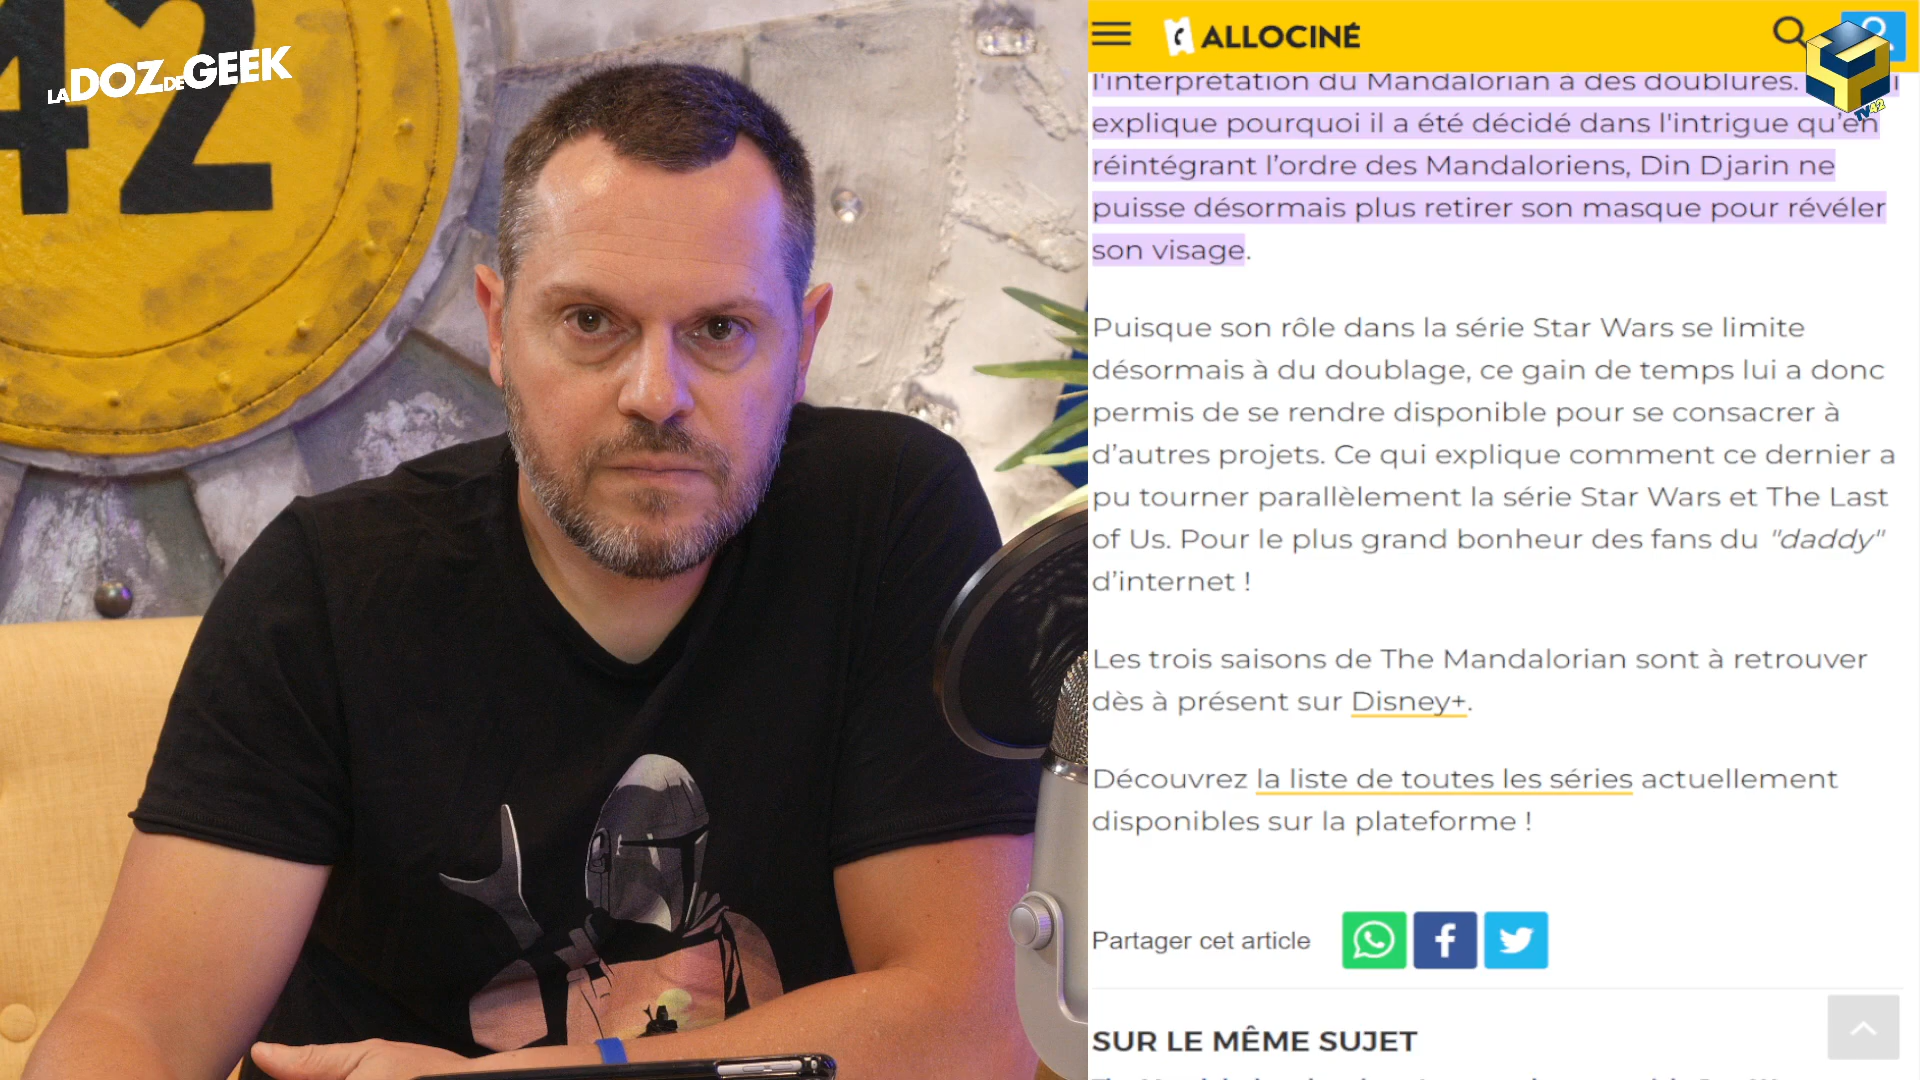 42
LA DOZ DE GEEK
ALLOCINÉ
TV42
l'interprétation du Mandalorian à des doublures.
explique pourquoi il a été décidé dans l'intrigue qu'en
réintégrant l’ordre des Mandaloriens, Din Djarin ne
puisse désormais plus retirer son masque pour révéler
son visage.
Puisque son rôle dans la série Star Wars se limite
désormais à du doublage, ce gain de temps lui a donc
permis de se rendre disponible pour se consacrer à
d’autres projets. Ce qui explique comment ce dernier a
pu tourner parallèlement la série Star Wars et The Last
of Us. Pour le plus grand bonheur des fans du "daddy"
d’internet !
Les trois saisons de The Mandalorian sont à retrouver
dès à présent sur Disney+.
Découvrez la liste de toutes les séries actuellement
disponibles sur la plateforme !
Partager cet article
SUR LE MÊME SUJET